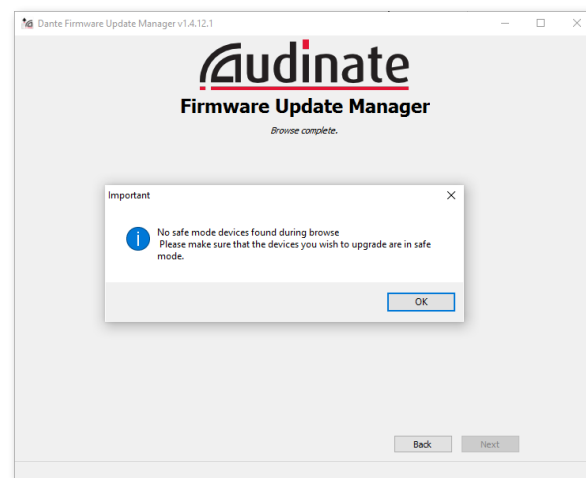 Dante Firmware Update Manager v1.4.12.1
Audinate
Firmware Update Manager
Browse complete.
Important
No safe mode devices found during browse
Please make sure that the devices you wish to upgrade are in safe
mode.
OK
Back
Next